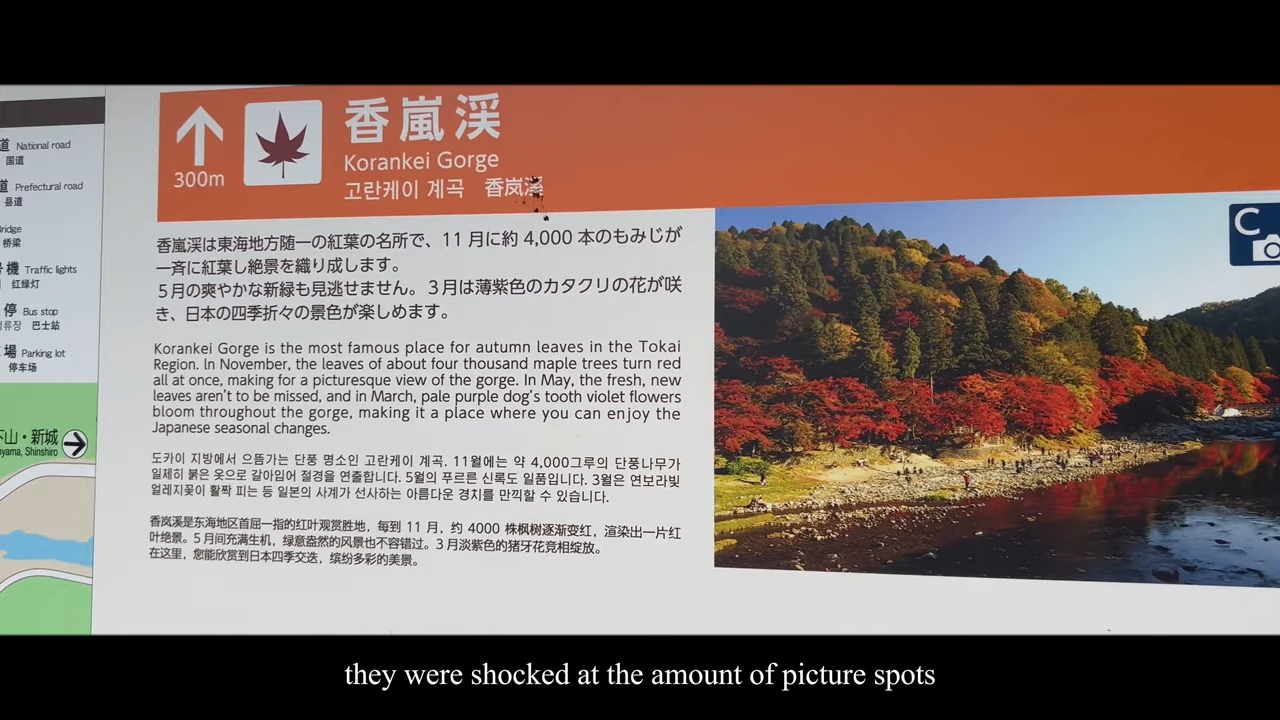 道 National road
国道
道 Prefectural road
县道
Bridge
桥梁
機 Traffic lights
红绿灯
停 Bus stop
巴士站
場 Parking lot
停车场
下山・新城
Shinshiro
300m
香嵐渓
Korankei Gorge
고란케이 계곡 香岚溪
香嵐渓は東海地方随一の紅葉の名所で、11 月に約 4,000 本のもみじが
一斉に紅葉し絶景を織り成します。
5月の爽やかな新緑も見逃せません。3月は薄紫色のカタクリの花が咲
き、日本の四季折々の景色が楽しめます。
Korankei Gorge is the most famous place for autumn leaves in the Tokai
Region. In November, the leaves of about four thousand maple trees turn red
all at once, making for a picturesque view of the gorge. In May, the fresh, new
leaves aren't to be missed, and in March, pale purple dog's tooth violet flowers
bloom throughout the gorge, making it a place where you can enjoy the
Japanese seasonal changes.
도카이 지방에서 으뜸가는 단풍 명소인 고란케이 계곡. 11월에는 약 4,000그루의 단풍나무가
일제히 붉은 옷으로 갈아입어 절경을 연출합니다. 5월의 푸르른 신록도 일품입니다. 3월은 연보라빛
얼레지꽃이 활짝 피는 등 일본의 사계가 선사하는 아름다운 경치를 만끽할 수 있습니다.
香岚溪是东海地区首屈一指的红叶观赏胜地，每到 11 月，约 4000 株枫树逐渐变红，渲染出一片红
叶绝景。5 月间充满生机，绿意盎然的风景也不容错过。3 月淡紫色的猪牙花竞相绽放。
在这里，您能欣赏到日本四季交迭，缤纷多彩的美景。
C
they were shocked at the amount of picture spots